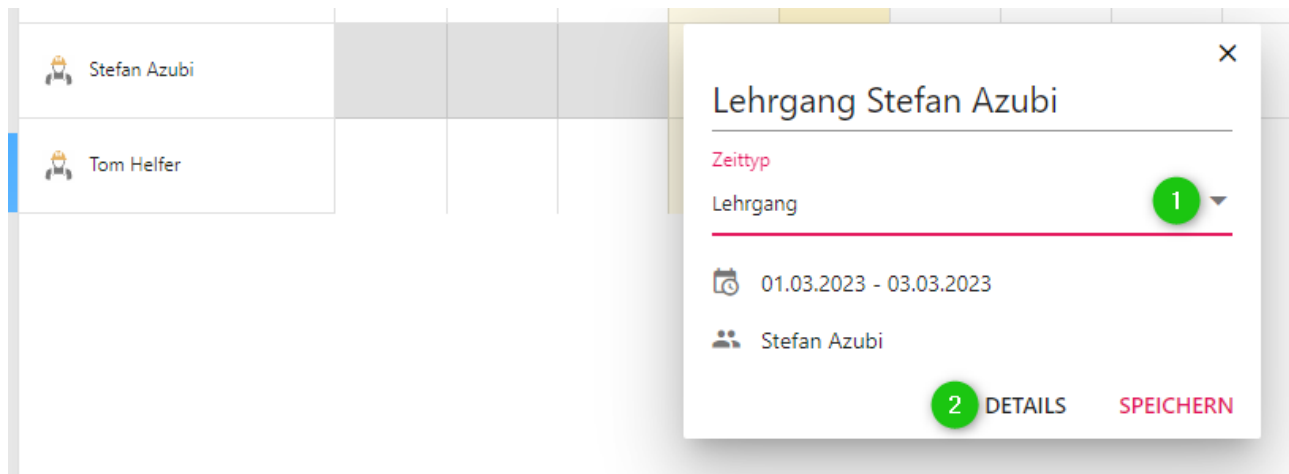 Stefan Azubi
Tom Helfer
Lehrgang Stefan Azubi
Zeittyp
Lehrgang
1
01.03.2023 - 03.03.2023
Stefan Azubi
2 DETAILS SPEICHERN